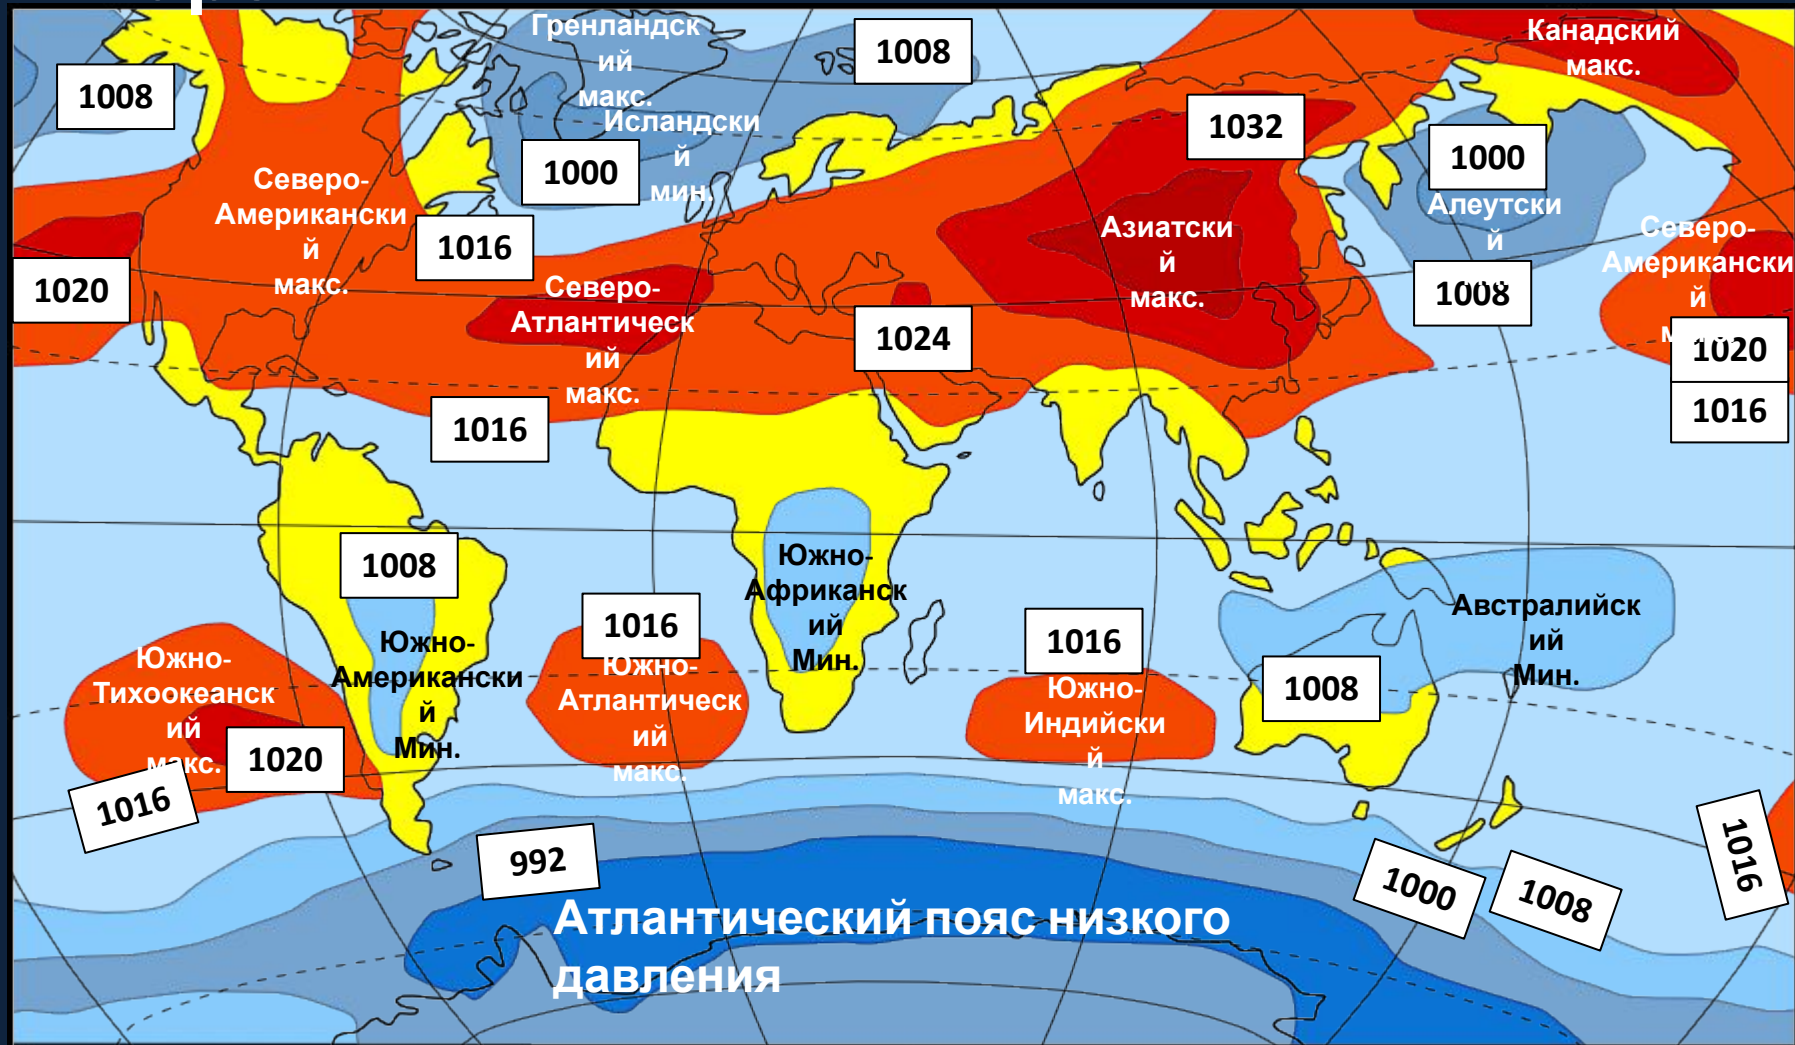 Гренландск
ий
макс.
1008
Канадский
макс.
1008
1032
Исландски
й
мин.
1000
1000
Северо-
Американски
й
макс.
1016
Азиатски
й
макс.
Алеутски
й
1008
Северо-
Американски
й
1020
1020
1016
Северо-
Атлантическ
ий
макс.
1024
1016
1008
Южно-
Африканск
ий
Мин.
Австралийск
ий
Мин.
1016
1016
1008
Южно-
Тихоокеанск
ий
макс.
1020
1016
Южно-
Американски
й
Мин.
Южно-
Атлантическ
ий
макс.
Южно-
Индийски
й
макс.
992
1000
1008
1016
Атлантический пояс низкого
давления